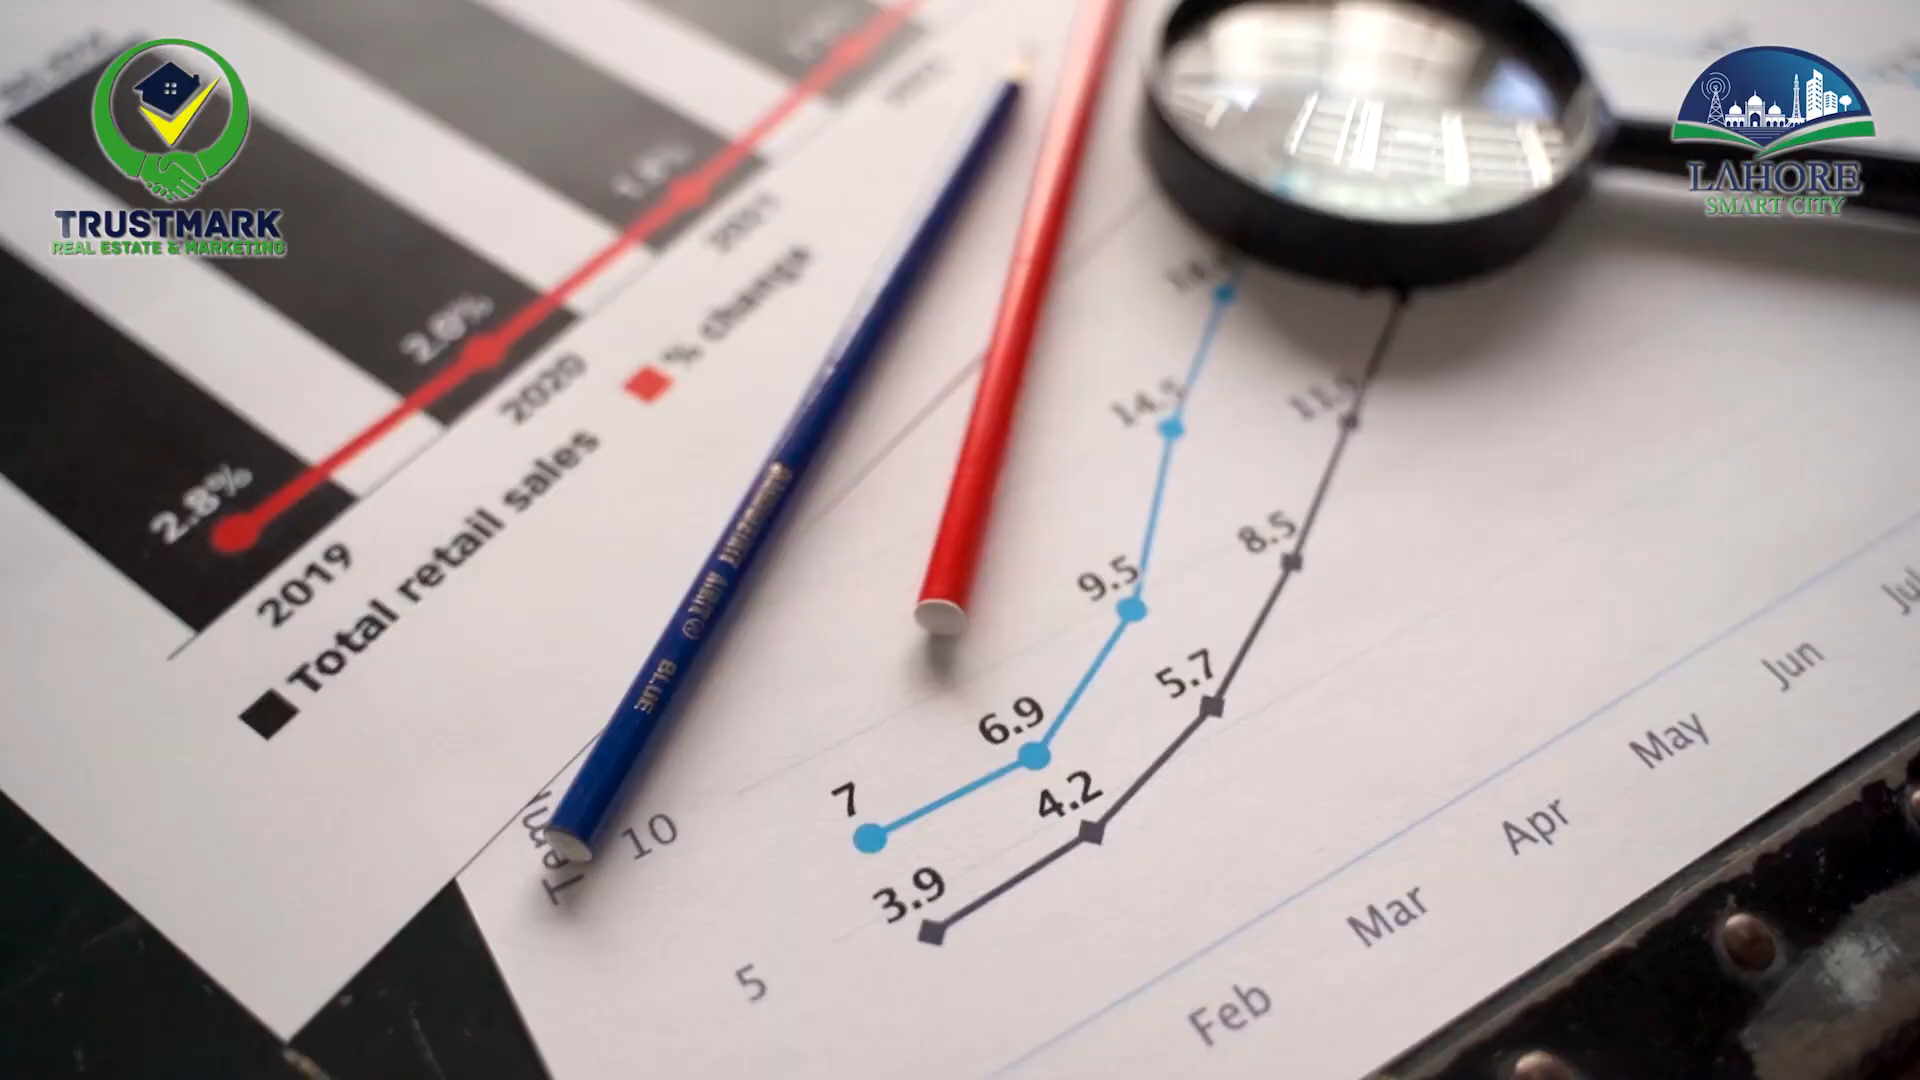 TRUSTMARK
REAL ESTATE & MARKETING
LAHORE
SMART CITY
2.8%
2.0%
2019
2020
2021
Total retail sales
% change
BLUE
10
5
7
6.9
9.5
14.5
3.9
4.2
5.7
8.5
Feb
Mar
Apr
May
Jun